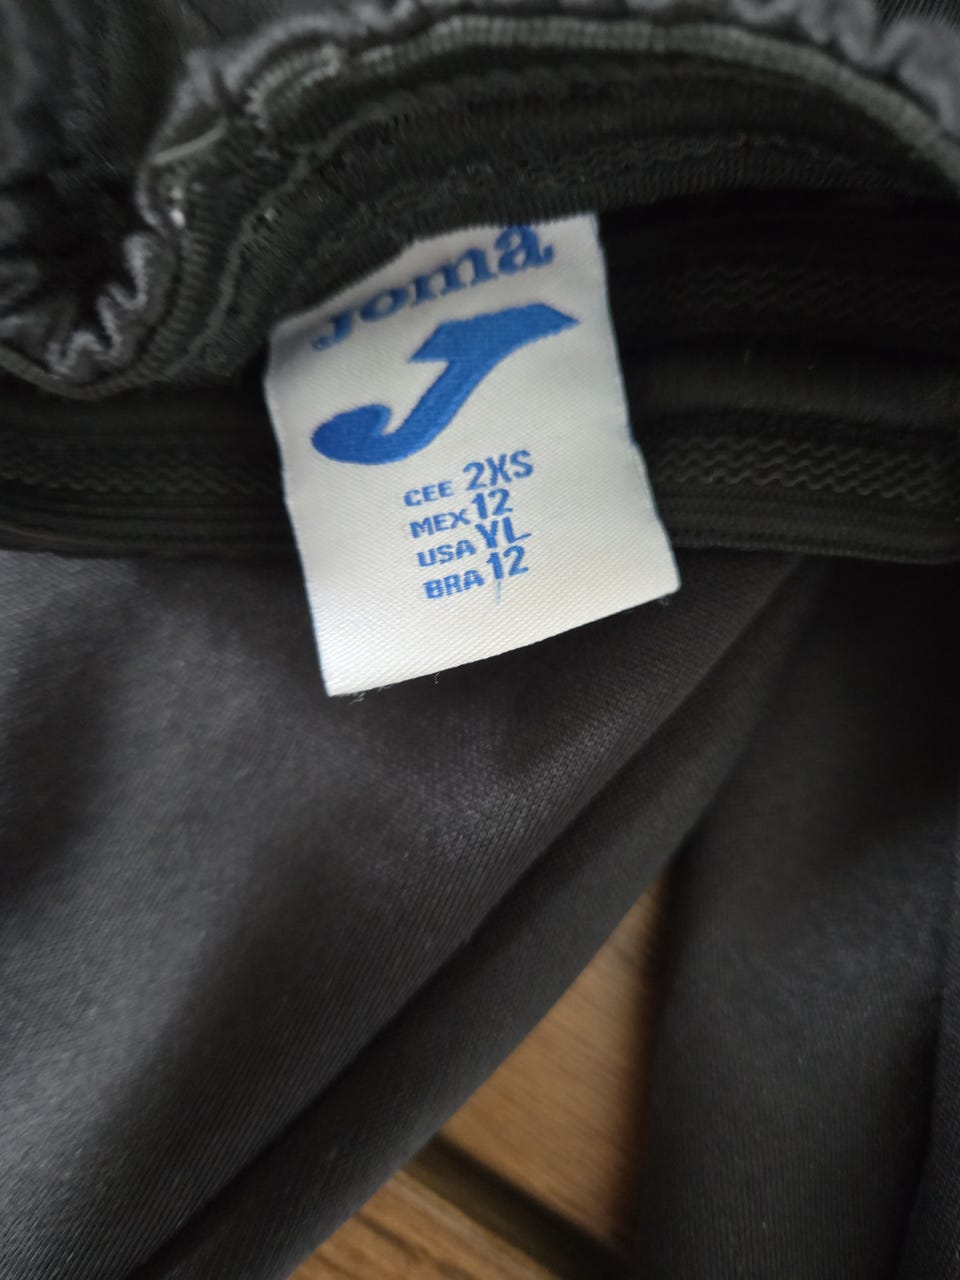 Joma
CEE 2XS
MEX 12
USA YL
BRA 12